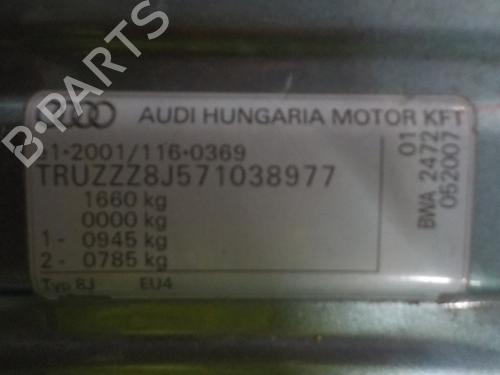 AUDI HUNGARIA MOTOR KFT
e1*2001/116*0369
TRUZZZ8J571038977
1660 kg
0000 kg
1 - 0945 kg
2 - 0785 kg
Typ 8J EU4
01
BWA 2472
052007
B-PARTS